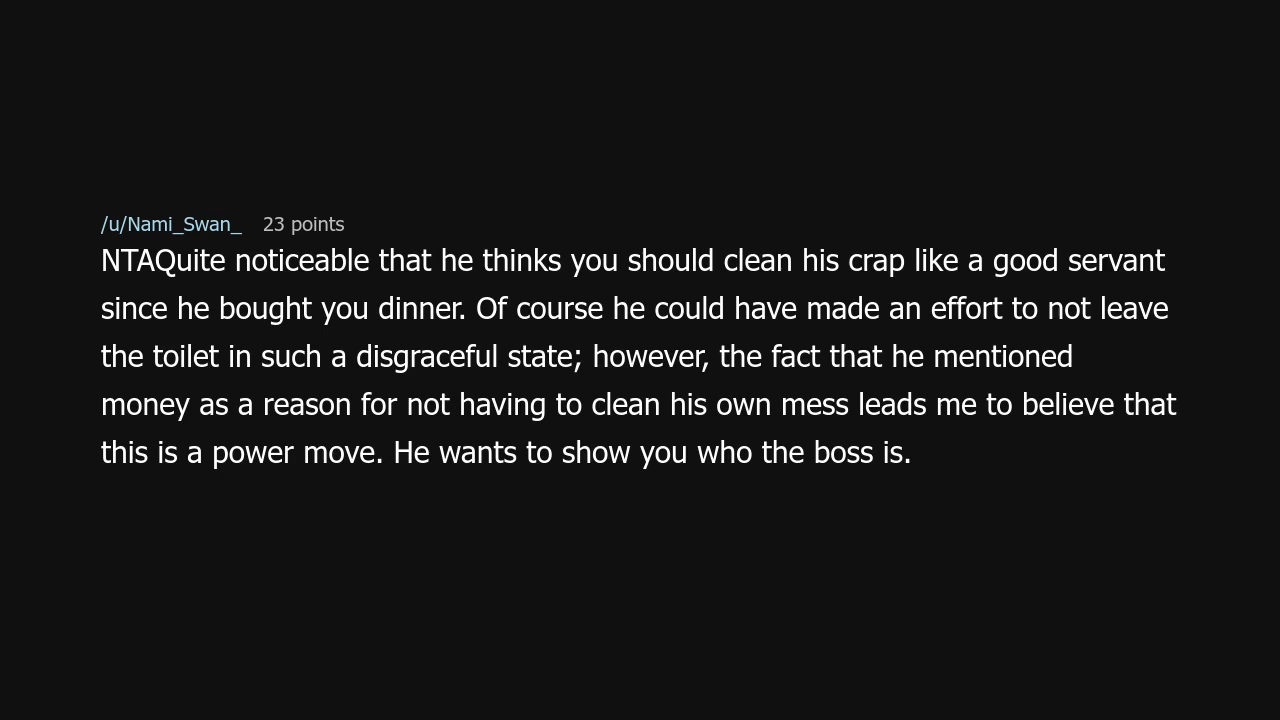 /u/Nami_Swan_ 23 points
NTAQuite noticeable that he thinks you should clean his crap like a good servant
since he bought you dinner. Of course he could have made an effort to not leave
the toilet in such a disgraceful state; however, the fact that he mentioned
money as a reason for not having to clean his own mess leads me to believe that
this is a power move. He wants to show you who the boss is.